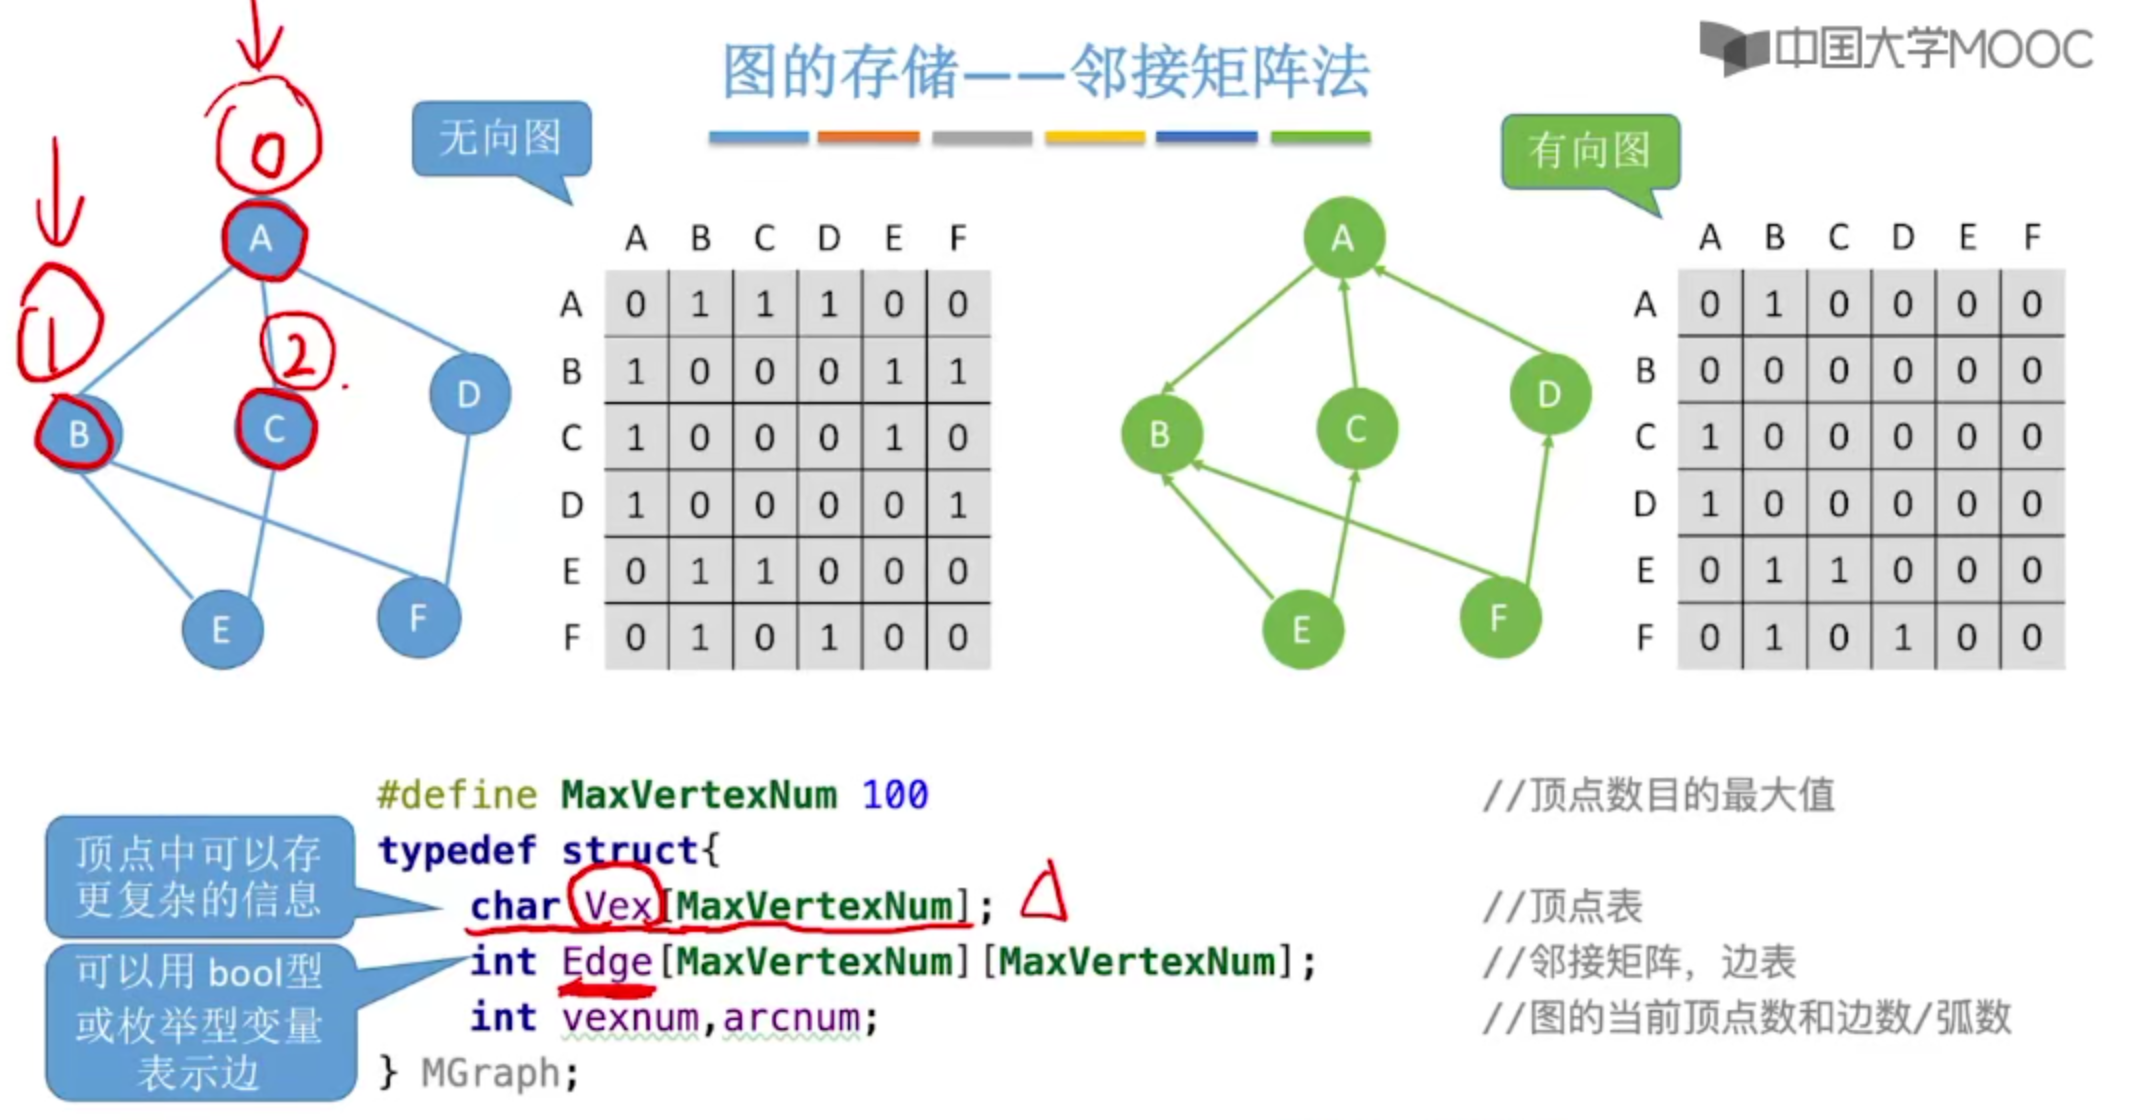 中国大学MOOC
图的存储——邻接矩阵法
无向图
有向图
0
1
2
A
B
C
D
E
F
A B C D E F
A 0 1 1 1 0 0
B 1 0 0 0 1 1
C 1 0 0 0 1 0
D 1 0 0 0 0 1
E 0 1 1 0 0 0
F 0 1 0 1 0 0
A
B
C
D
E
F
A B C D E F
A 0 1 0 0 0 0
B 0 0 0 0 0 0
C 1 0 0 0 0 0
D 1 0 0 0 0 0
E 0 1 1 0 0 0
F 0 1 0 1 0 0
#define MaxVertexNum 100 //顶点数目的最大值
typedef struct{
char Vex[MaxVertexNum]; //顶点表
int Edge[MaxVertexNum][MaxVertexNum]; //邻接矩阵，边表
int vexnum,arcnum; //图的当前顶点数和边数/弧数
} MGraph;
顶点中可以存
更复杂的信息
可以用 bool型
或枚举型变量
表示边